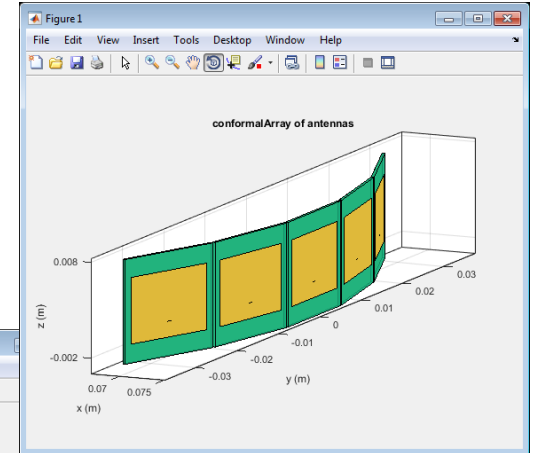 Figure 1
File Edit View Insert Tools Desktop Window Help
conformalArray of antennas
0.008
-0.002
z (m)
0.07
0.075
x (m)
-0.03
-0.02
-0.01
0
0.01
0.02
0.03
y (m)